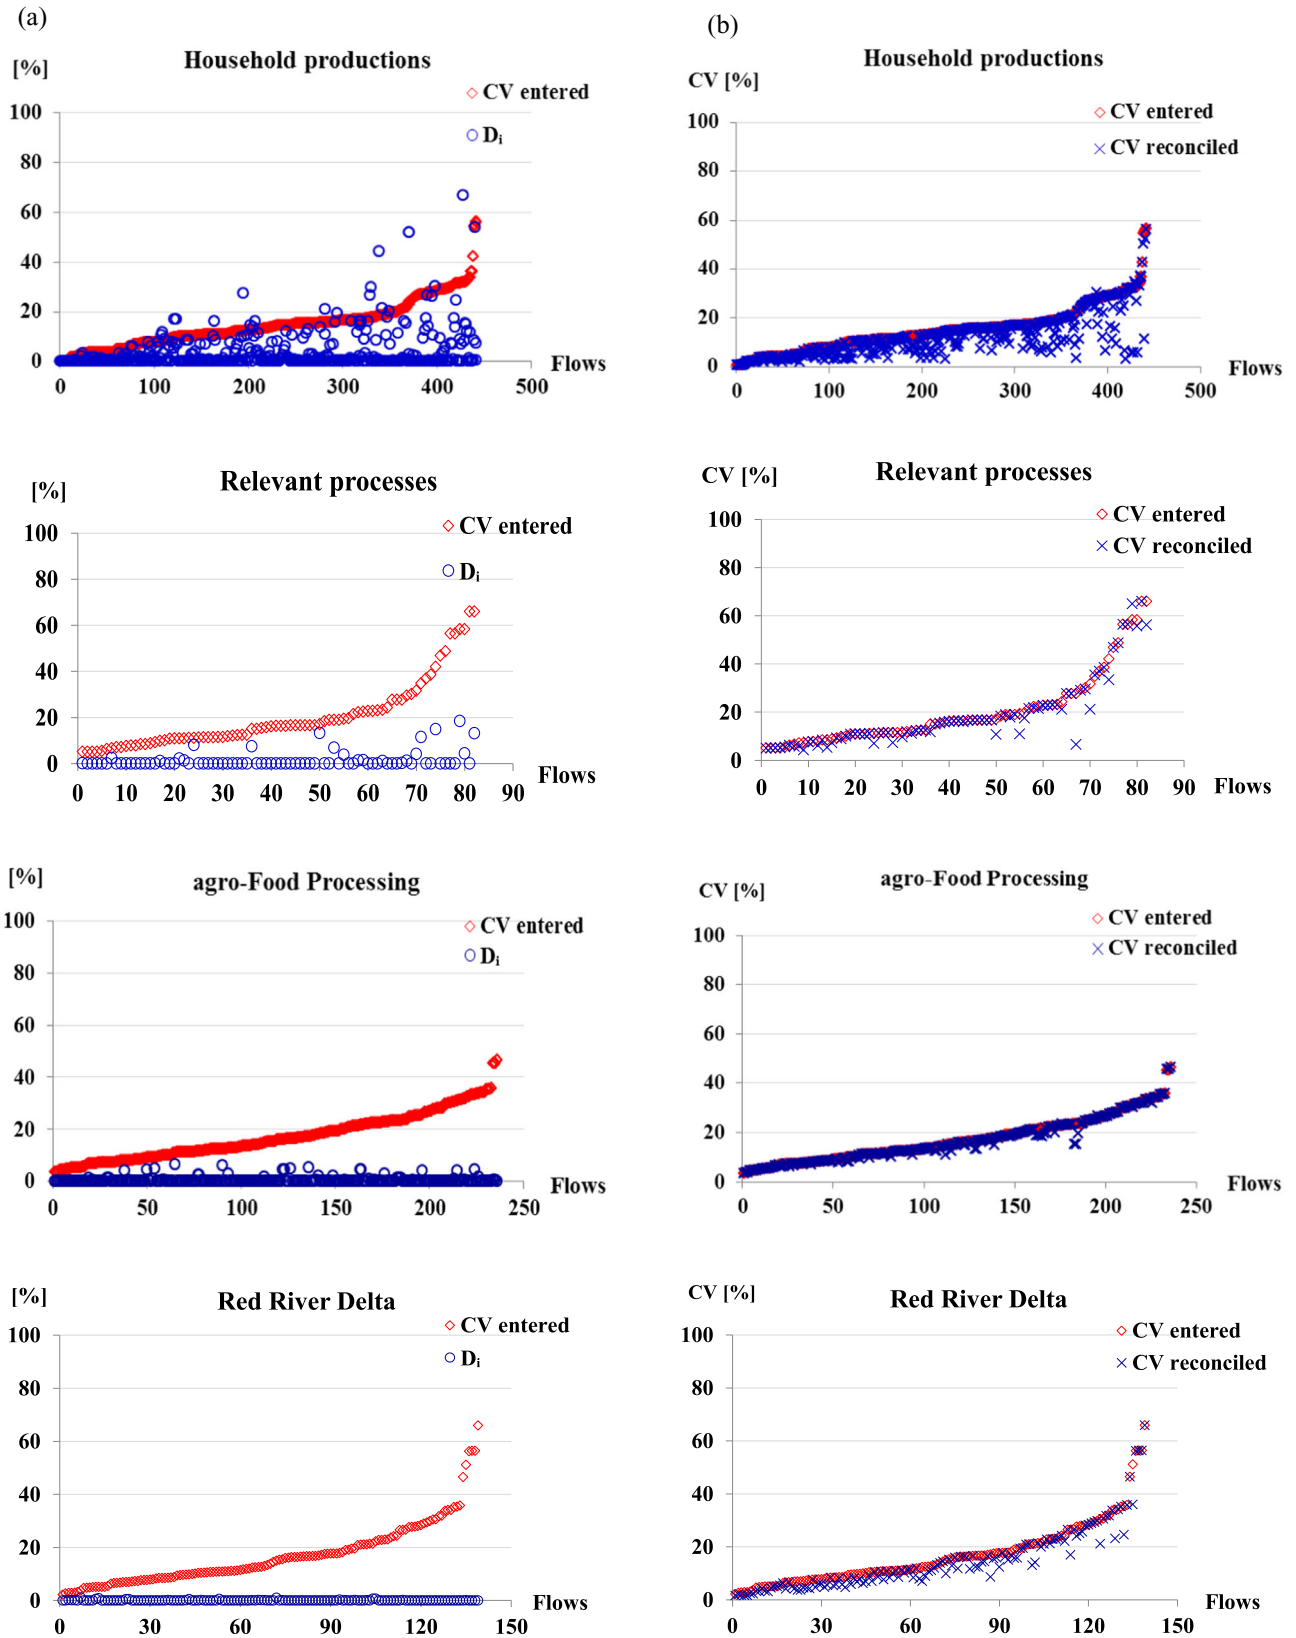 (a)
(b)
Household productions
[%]
CV entered
Dᵢ
100
80
60
40
20
0
0 100 200 300 400 500
Flows
Household productions
CV [%]
CV entered
CV reconciled
100
80
60
40
20
0
0 100 200 300 400 500
Flows
Relevant processes
[%]
CV entered
Dᵢ
100
80
60
40
20
0
0 10 20 30 40 50 60 70 80 90
Flows
Relevant processes
CV [%]
CV entered
CV reconciled
100
80
60
40
20
0
0 10 20 30 40 50 60 70 80 90
Flows
agro-Food Processing
[%]
CV entered
Dᵢ
100
80
60
40
20
0
0 50 100 150 200 250
Flows
agro-Food Processing
CV [%]
CV entered
CV reconciled
100
80
60
40
20
0
0 50 100 150 200 250
Flows
Red River Delta
[%]
CV entered
Dᵢ
100
80
60
40
20
0
0 30 60 90 120 150
Flows
Red River Delta
CV [%]
CV entered
CV reconciled
100
80
60
40
20
0
0 30 60 90 120 150
Flows